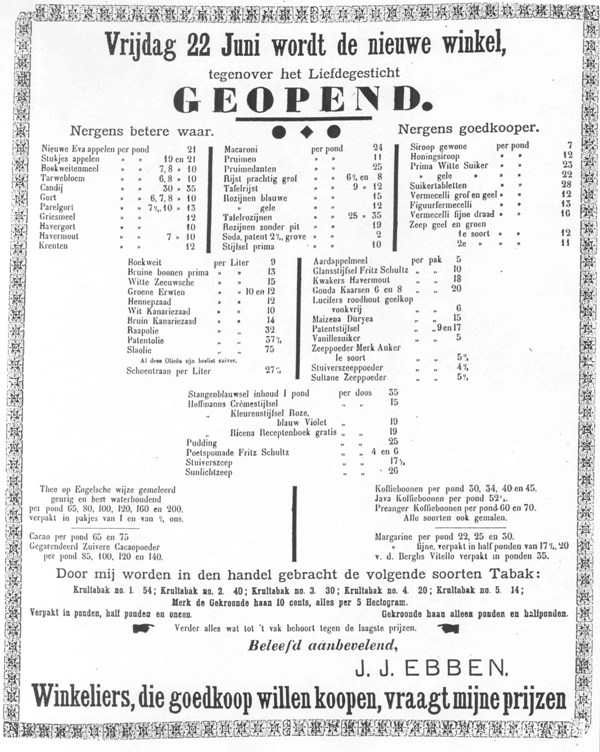 Vrijdag 22 Juni wordt de nieuwe winkel,
tegenover het Liefdegesticht
GEOPEND.
Nergens betere waar.
Nergens goedkooper.
Nieuwe Eva appelen per pond 21
Stukjes appelen " " 19 en 21
Boekweitenmeel " " 7, 8 " 10
Tarwebloem " " 6, 8 " 10
Candij " " 30 " 35
Gort " " 6, 7, 8 " 10
Parelgort " " 7½, 10 " 13
Griesmeel " " 12
Havergort " " 10
Havermout " " 7 " 10
Krenten " " 12
Macaroni per pond 24
Pruimen " " 11
Pruimedanten " " 25
Rijst prachtig grof " " 6½ en 8
Tafelrijst " " 9 " 12
Rozijnen blauwe " " 15
" gele " " 12
Tafelrozijnen " " 25 " 35
Rozijnen zonder pit " " 19
Soda, patent 2½, grove " " 2
Stijfsel prima " " 10
Siroop gewone per pond 7
Honingsiroop " " 12
Prima Witte Suiker " " 23
" gele " " " 22
Suikertabletten " " 28
Vermecelli grof en geel " " 12
Figuurfermecelli " " 13
Vermecelli fijne draad " " 16
Zeep geel en groen
1e soort " " 12
2e " " " 11
Boekweit per Liter 9
Bruine boonen prima " " 13
Witte Zeeuwsche " " 15
Groene Erwten " " 10 en 12
Hennepzaad " " 12
Wit Kanariezaad " " 10
Bruin Kanariezaad " " 14
Raapolie " " 32
Patentolie " " 37½
Slaolie " " 75
Al deze Olieën zijn beslist zuiver.
Schoentraan per Liter 27½
Aardappelmeel per pak 5
Glansstijfsel Fritz Schultz " " 10
Kwakers Havermout " " 18
Gouda Kaarsen 6 en 8 " " 20
Lucifers roodhout geelkop
vonkvrij " " 6
Maizena Duryea " " 15
Patentstijfsel " " 9 en 17
Vanillesuiker " " 5
Zeeppoeder Merk Anker
1e soort " " 5½
Stuiverszeeppoeder " " 4½
Sultane Zeeppoeder " " 5½
Stangenblauwsel inhoud 1 pond per doos 35
Hoffmanns Crêmestijfsel " " 15
" Kleurenstijfsel Roze,
blauw Violet " " 19
" Ricena Receptenboek gratis " " 19
Pudding " " 25
Poetspomade Fritz Schultz " " 4 en 6
Stuiverszeep " " 17½
Sunlichtzeep " " 26
Thee op Engelsche wijze gemeleerd
geurig en best waterhoudend
per pond 65, 80, 100, 120, 160 en 200,
verpakt in pakjes van 1 en van ½ ons.
Cacao per pond 65 en 75
Gegarendeerd Zuivere Cacaopoeder
per pond 85, 100, 120 en 140.
Koffieboonen per pond 30, 34, 40 en 45.
Java Koffieboonen per pond 52½.
Preanger Koffieboonen per pond 60 en 70.
Alle soorten ook gemalen.
Margarine per pond 22, 25 en 30.
" fijne, verpakt in half ponden van 17½, 20
v. d. Berghs Vitello verpakt in ponden 35.
Door mij worden in den handel gebracht de volgende soorten Tabak:
Krultabak no. 1. 54; Krultabak no. 2. 40; Krultabak no. 3. 30; Krultabak no. 4. 20; Krultabak no. 5. 14;
Merk de Gekroonde haan 10 cents, alles per 5 Hectogram.
Verpakt in ponden, half ponden en oncen. Gekroonde haan alleen ponden en halfponden.
Verder alles wat tot 't vak behoort tegen de laagste prijzen.
Beleefd aanbevelend,
J. J. EBBEN.
Winkeliers, die goedkoop willen koopen, vraagt mijne prijzen